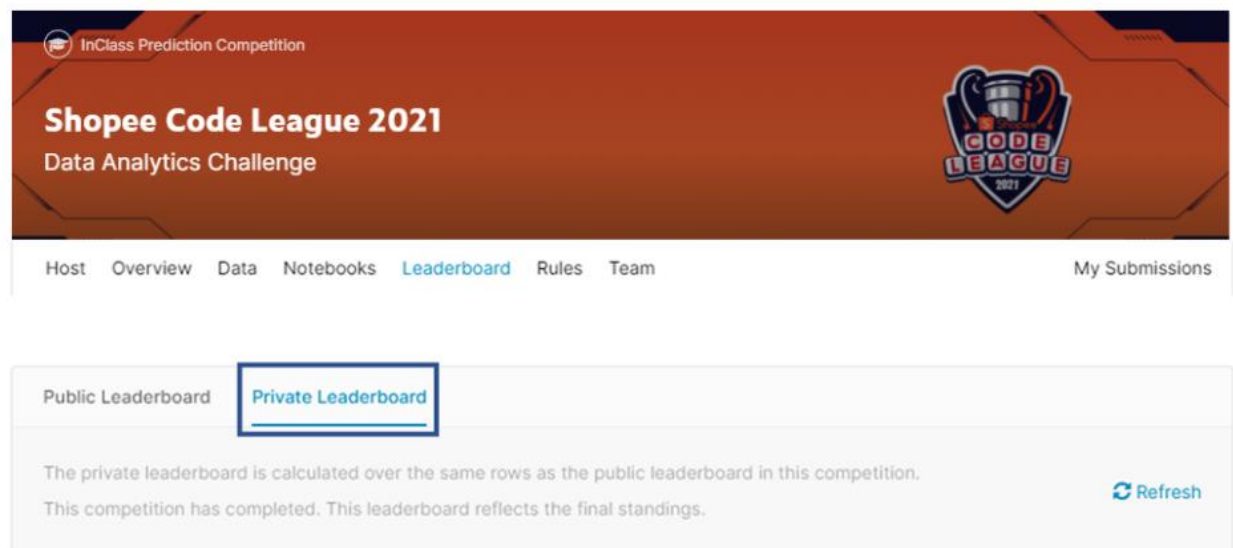 InClass Prediction Competition
Shopee Code League 2021
Data Analytics Challenge
Shopee
CODE
LEAGUE
2021
Host Overview Data Notebooks Leaderboard Rules Team My Submissions
Public Leaderboard Private Leaderboard
The private leaderboard is calculated over the same rows as the public leaderboard in this competition.
This competition has completed. This leaderboard reflects the final standings.
Refresh